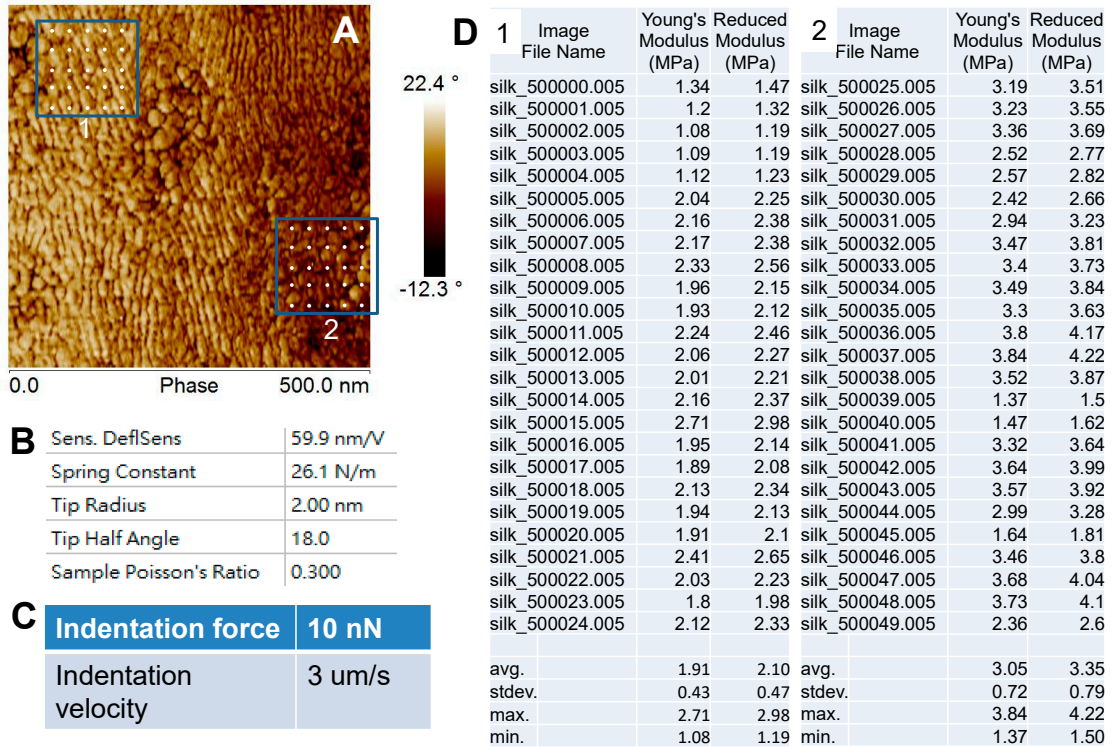 A
1
2
22.4 °
-12.3 °
0.0 Phase 500.0 nm
B
Sens. DeflSens 59.9 nm/V
Spring Constant 26.1 N/m
Tip Radius 2.00 nm
Tip Half Angle 18.0
Sample Poisson's Ratio 0.300
C
Indentation force 10 nN
Indentation 3 um/s
velocity
D
1 Image Young's Reduced
File Name Modulus Modulus
(MPa) (MPa)
silk_500000.005 1.34 1.47
silk_500001.005 1.2 1.32
silk_500002.005 1.08 1.19
silk_500003.005 1.09 1.19
silk_500004.005 1.12 1.23
silk_500005.005 2.04 2.25
silk_500006.005 2.16 2.38
silk_500007.005 2.17 2.38
silk_500008.005 2.33 2.56
silk_500009.005 1.96 2.15
silk_500010.005 1.93 2.12
silk_500011.005 2.24 2.46
silk_500012.005 2.06 2.27
silk_500013.005 2.01 2.21
silk_500014.005 2.16 2.37
silk_500015.005 2.71 2.98
silk_500016.005 1.95 2.14
silk_500017.005 1.89 2.08
silk_500018.005 2.13 2.34
silk_500019.005 1.94 2.13
silk_500020.005 1.91 2.1
silk_500021.005 2.41 2.65
silk_500022.005 2.03 2.23
silk_500023.005 1.8 1.98
silk_500024.005 2.12 2.33
avg. 1.91 2.10
stdev. 0.43 0.47
max. 2.71 2.98
min. 1.08 1.19
2 Image Young's Reduced
File Name Modulus Modulus
(MPa) (MPa)
silk_500025.005 3.19 3.51
silk_500026.005 3.23 3.55
silk_500027.005 3.36 3.69
silk_500028.005 2.52 2.77
silk_500029.005 2.57 2.82
silk_500030.005 2.42 2.66
silk_500031.005 2.94 3.23
silk_500032.005 3.47 3.81
silk_500033.005 3.4 3.73
silk_500034.005 3.49 3.84
silk_500035.005 3.3 3.63
silk_500036.005 3.8 4.17
silk_500037.005 3.84 4.22
silk_500038.005 3.52 3.87
silk_500039.005 1.37 1.5
silk_500040.005 1.47 1.62
silk_500041.005 3.32 3.64
silk_500042.005 3.64 3.99
silk_500043.005 3.57 3.92
silk_500044.005 2.99 3.28
silk_500045.005 1.64 1.81
silk_500046.005 3.46 3.8
silk_500047.005 3.68 4.04
silk_500048.005 3.73 4.1
silk_500049.005 2.36 2.6
avg. 3.05 3.35
stdev. 0.72 0.79
max. 3.84 4.22
min. 1.37 1.50